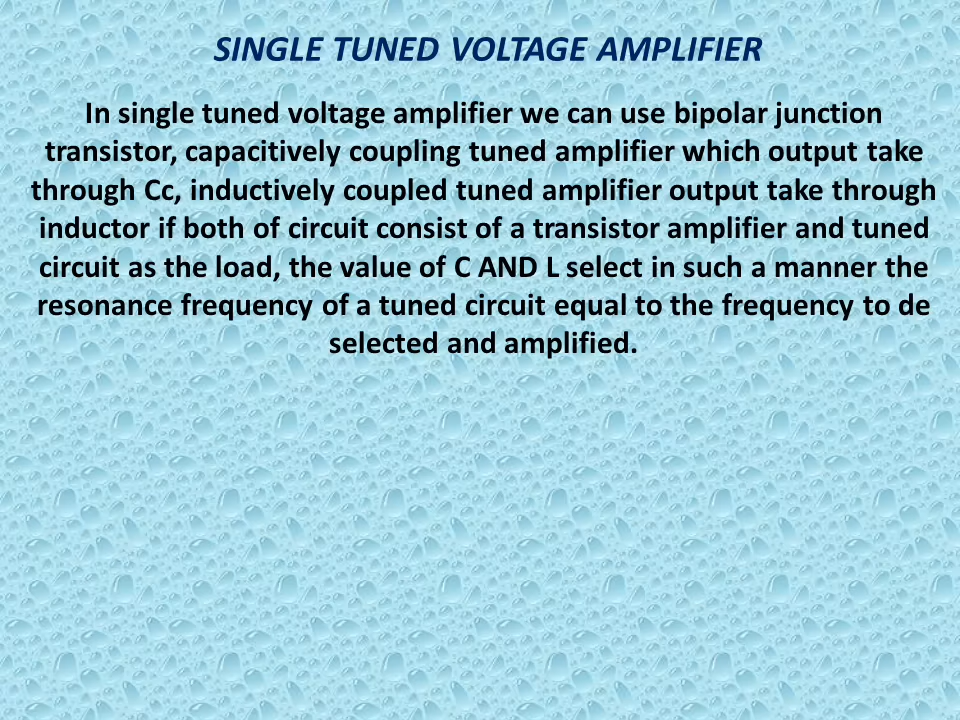 SINGLE TUNED VOLTAGE AMPLIFIER
In single tuned voltage amplifier we can use bipolar junction
transistor, capacitively coupling tuned amplifier which output take
through Cc, inductively coupled tuned amplifier output take through
inductor if both of circuit consist of a transistor amplifier and tuned
circuit as the load, the value of C AND L select in such a manner the
resonance frequency of a tuned circuit equal to the frequency to de
selected and amplified.